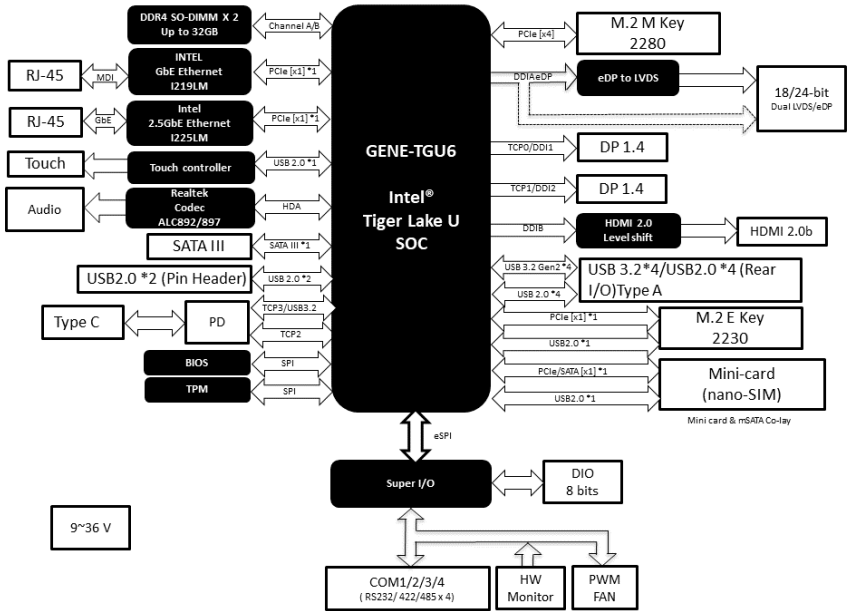 DDR4 SO-DIMM X 2
Up to 32GB
Channel A/B
PCIe [x4]
M.2 M Key
2280
RJ-45
MDI
INTEL
GbE Ethernet
I219LM
PCIe [x1] *1
DDIA eDP
eDP to LVDS
18/24-bit
Dual LVDS/eDP
RJ-45
GbE
Intel
2.5GbE Ethernet
I225LM
PCIe [x1] *1
GENE-TGU6
Intel®
Tiger Lake U
SOC
TCP0/DDI1
DP 1.4
Touch
Touch controller
USB 2.0 *1
TCP1/DDI2
DP 1.4
Audio
Realtek
Codec
ALC892/897
HDA
DDIB
HDMI 2.0
Level shift
HDMI 2.0b
SATA III
SATA III *1
USB2.0 *2 (Pin Header)
USB 2.0 *2
USB 3.2 Gen2 *4
USB 2.0 *4
USB 3.2*4/USB2.0 *4 (Rear
I/O)Type A
Type C
PD
TCP3/USB3.2
TCP2
PCIe [x1] *1
USB2.0 *1
M.2 E Key
2230
BIOS
SPI
TPM
SPI
PCIe/SATA [x1] *1
USB2.0 *1
Mini-card
(nano-SIM)
Mini card & mSATA Co-lay
eSPI
Super I/O
DIO
8 bits
9~36 V
COM1/2/3/4
( RS232/ 422/485 x 4)
HW
Monitor
PWM
FAN